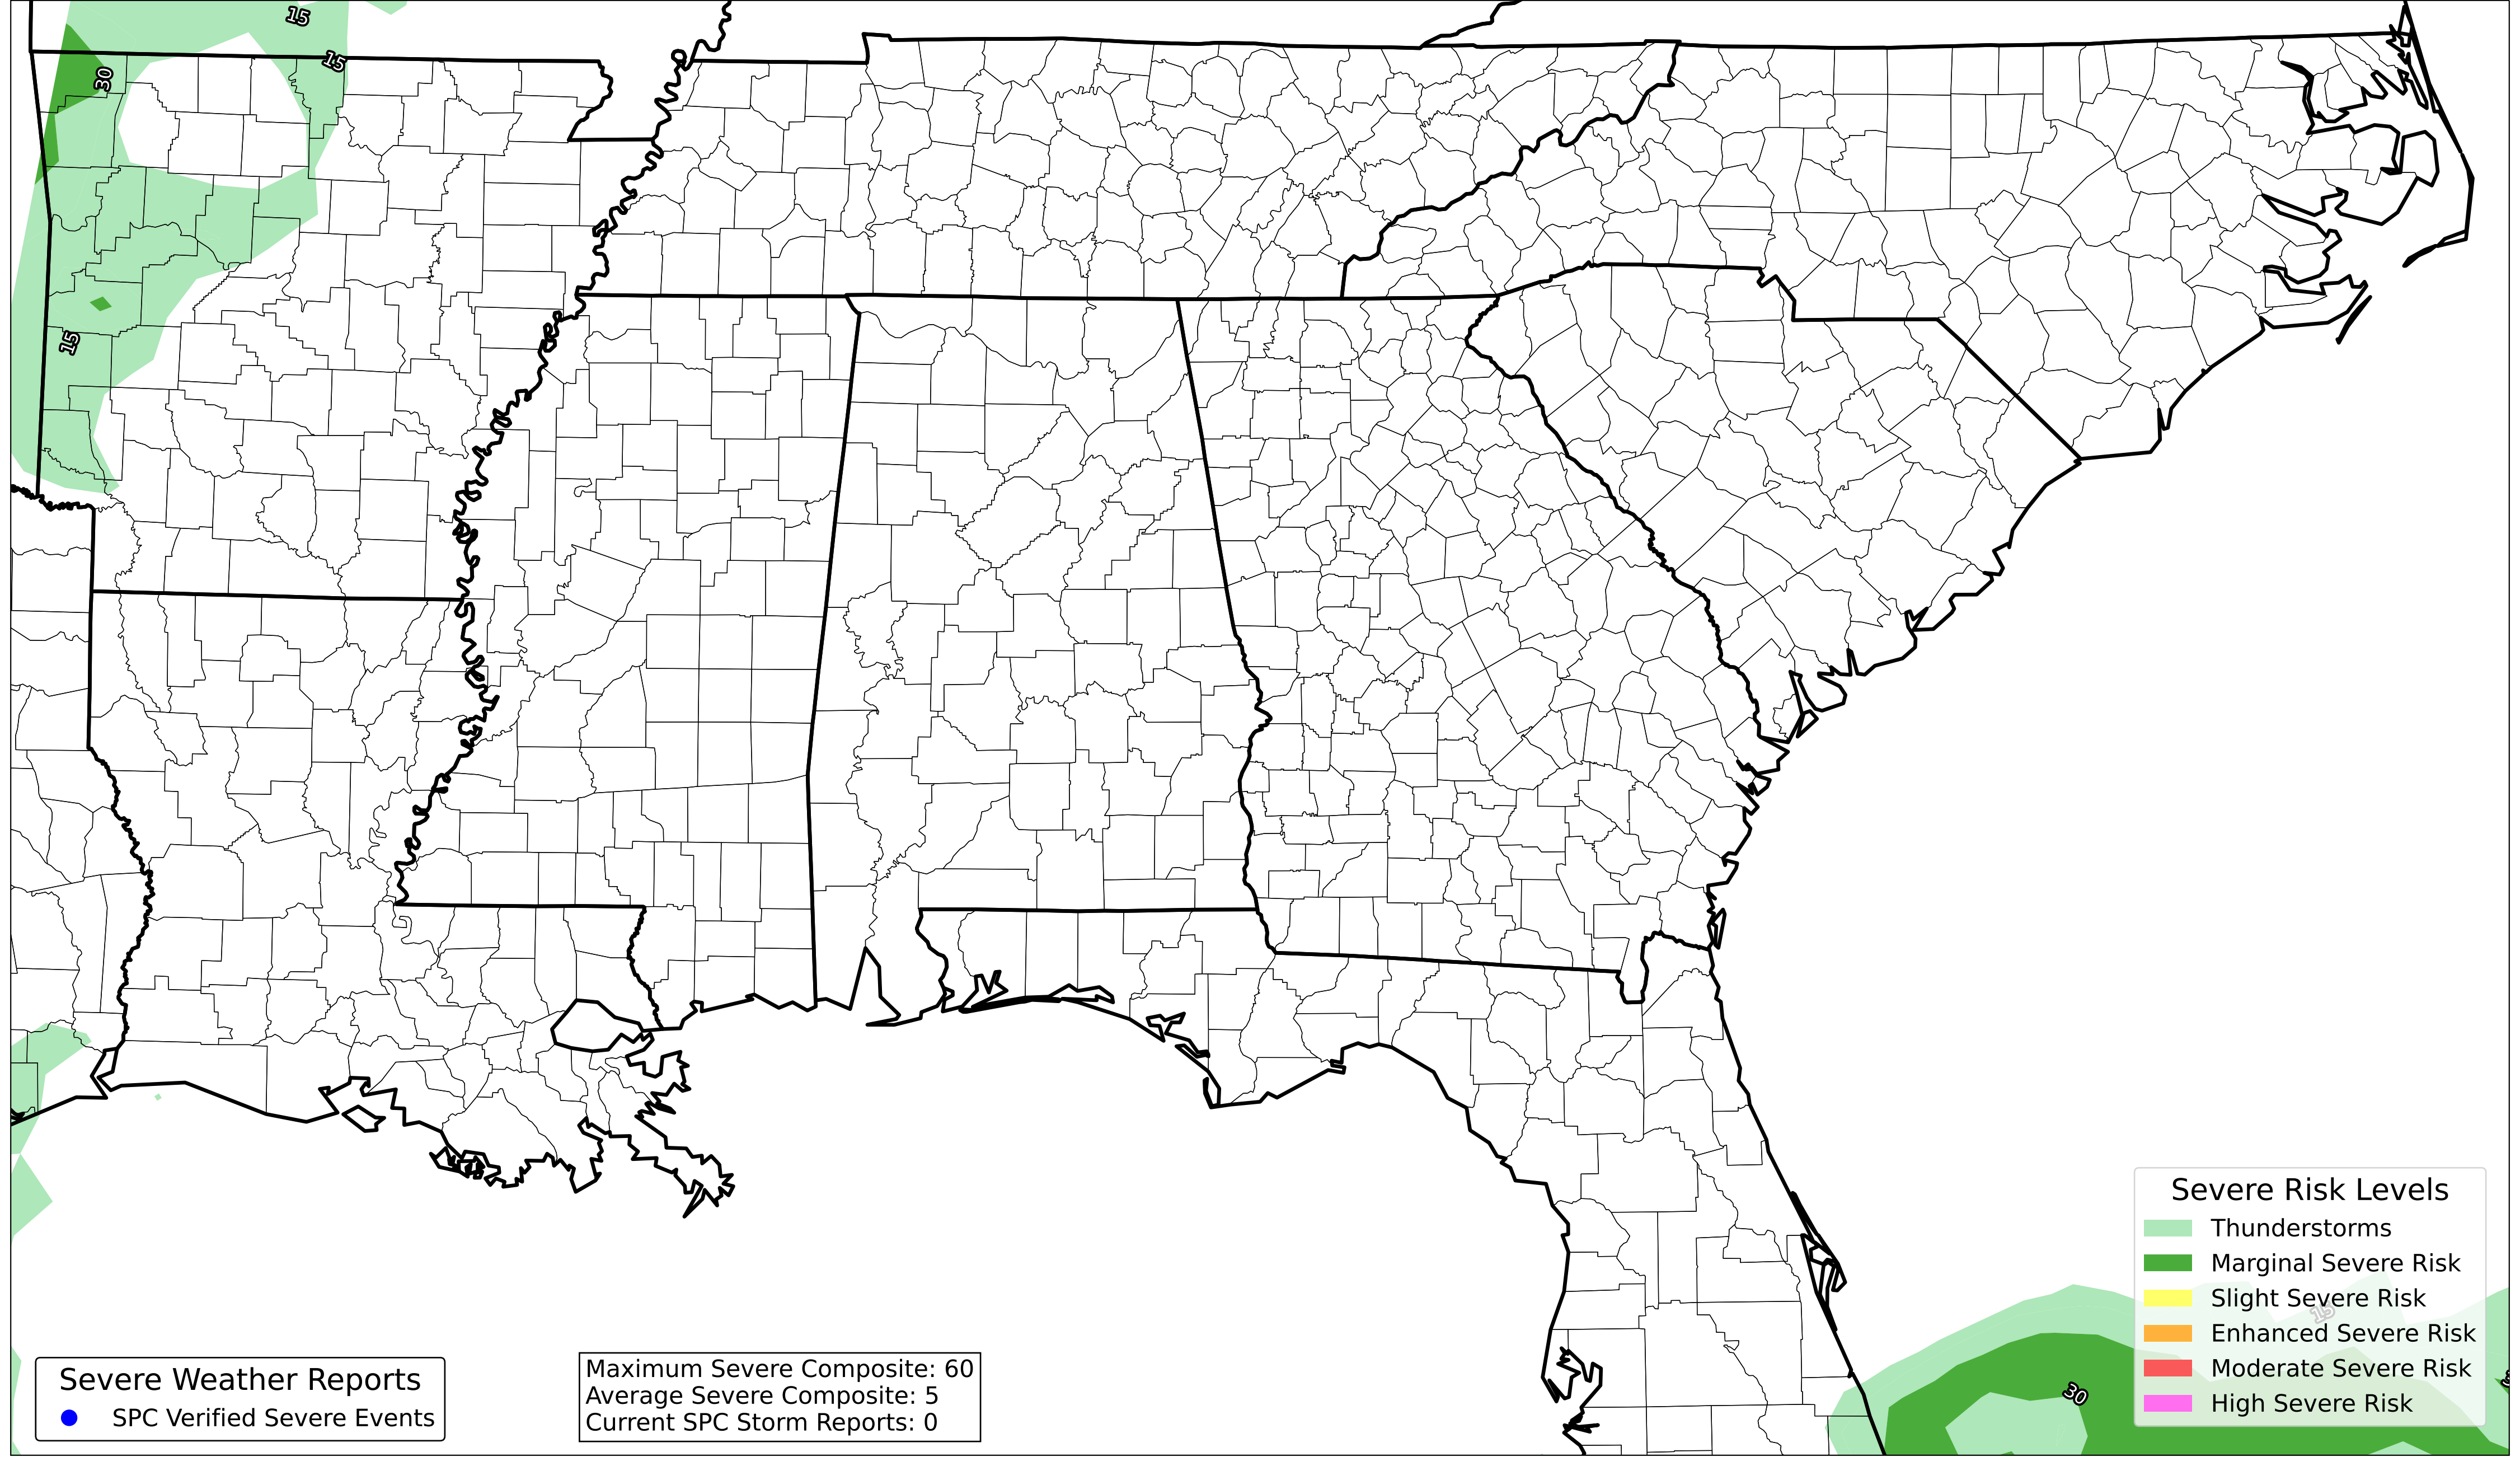 15
15
30
15
Severe Risk Levels
Thunderstorms
Marginal Severe Risk
Slight Severe Risk
Enhanced Severe Risk
Moderate Severe Risk
High Severe Risk
15
30
Severe Weather Reports
SPC Verified Severe Events
Maximum Severe Composite: 60
Average Severe Composite: 5
Current SPC Storm Reports: 0